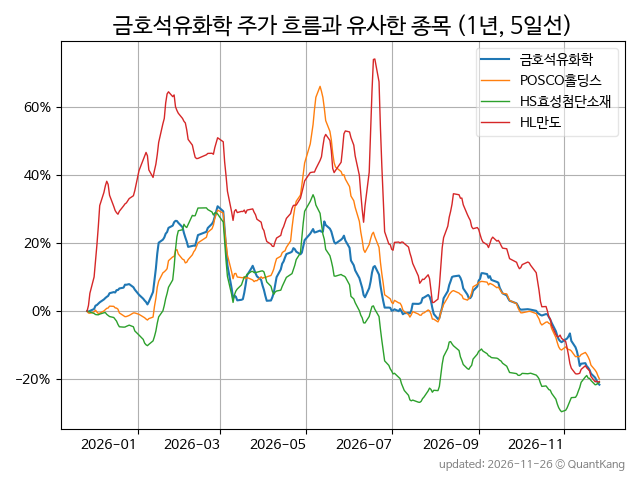 금호석유화학 주가 흐름과 유사한 종목 (1년, 5일선)
금호석유화학
POSCO홀딩스
HS효성첨단소재
HL만도
60%
40%
20%
0%
−20%
2026-01
2026-03
2026-05
2026-07
2026-09
2026-11
updated: 2026-11-26 © QuantKang